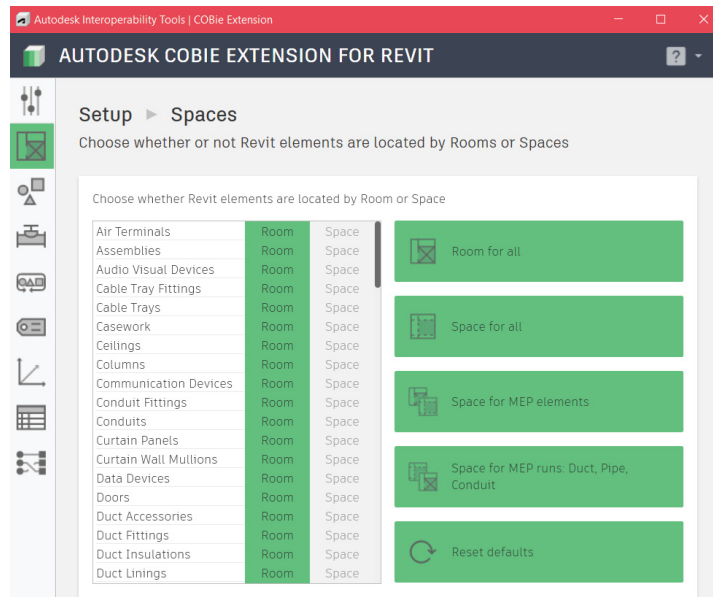 Autodesk Interoperability Tools | COBie Extension
AUTODESK COBIE EXTENSION FOR REVIT
?
Setup Spaces
Choose whether or not Revit elements are located by Rooms or Spaces
Choose whether Revit elements are located by Room or Space
Air Terminals Room Space
Assemblies Room Space
Audio Visual Devices Room Space
Cable Tray Fittings Room Space
Cable Trays Room Space
Casework Room Space
Ceilings Room Space
Columns Room Space
Communication Devices Room Space
Conduit Fittings Room Space
Conduits Room Space
Curtain Panels Room Space
Curtain Wall Mullions Room Space
Data Devices Room Space
Doors Room Space
Duct Accessories Room Space
Duct Fittings Room Space
Duct Insulations Room Space
Duct Linings Room Space
Room for all
Space for all
Space for MEP elements
Space for MEP runs: Duct, Pipe,
Conduit
Reset defaults